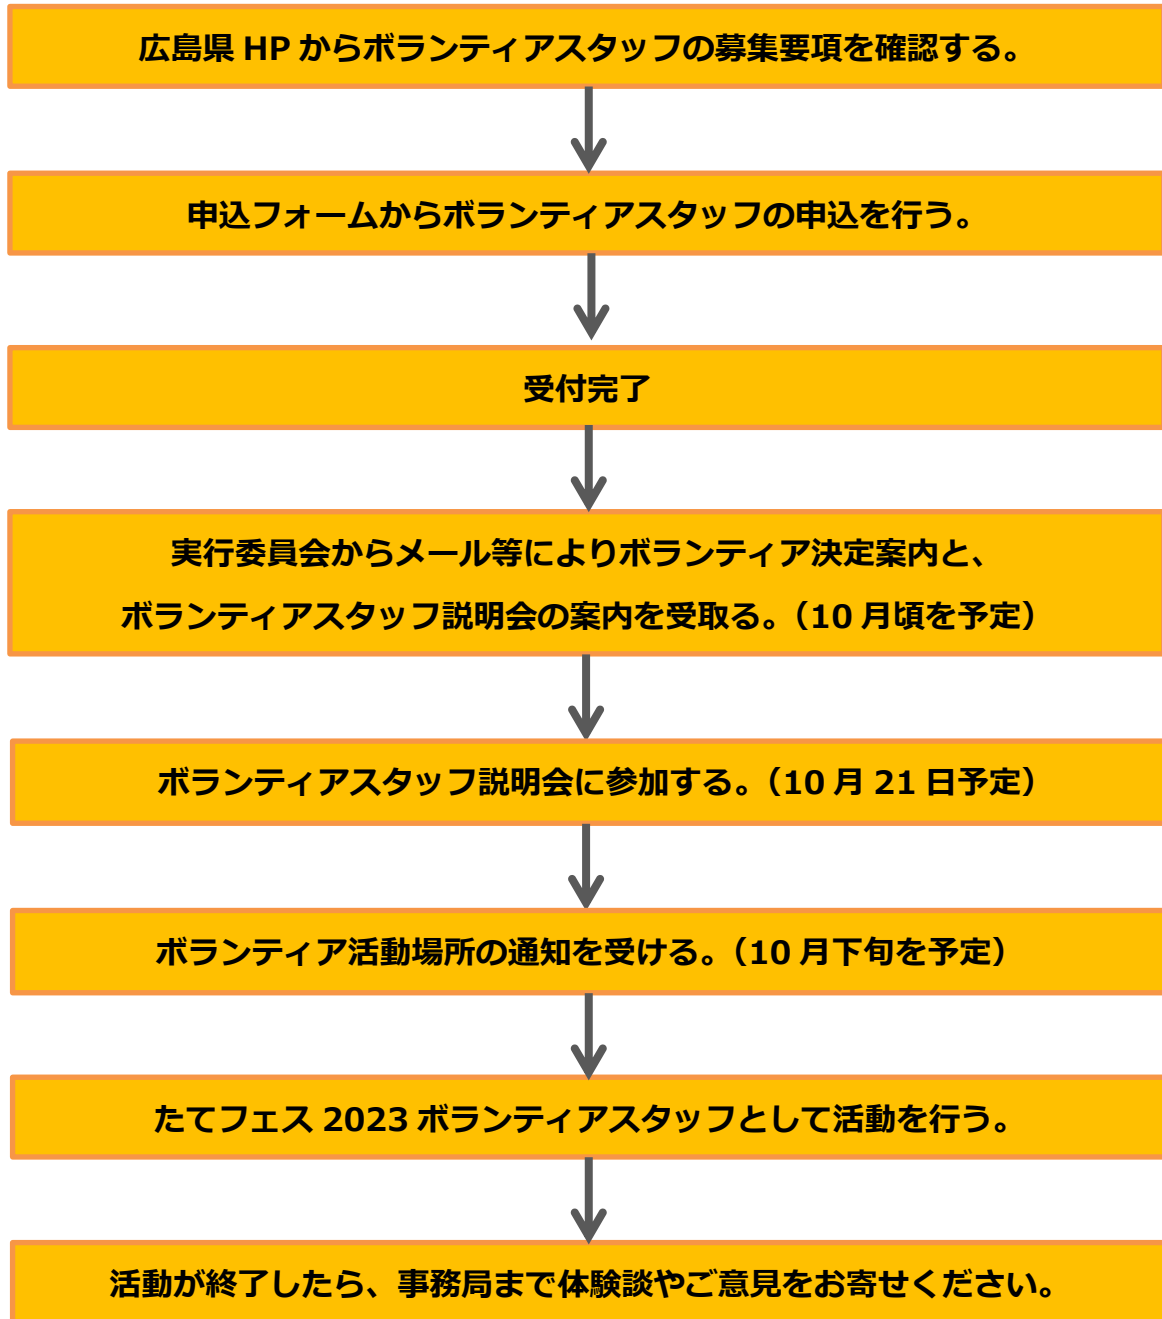 広島県 HP からボランティアスタッフの募集要項を確認する。
申込フォームからボランティアスタッフの申込を行う。
受付完了
実行委員会からメール等によりボランティア決定案内と、
ボランティアスタッフ説明会の案内を受取る。（10 月頃を予定）
ボランティアスタッフ説明会に参加する。（10 月 21 日予定）
ボランティア活動場所の通知を受ける。（10 月下旬を予定）
たてフェス 2023 ボランティアスタッフとして活動を行う。
活動が終了したら、事務局まで体験談やご意見をお寄せください。